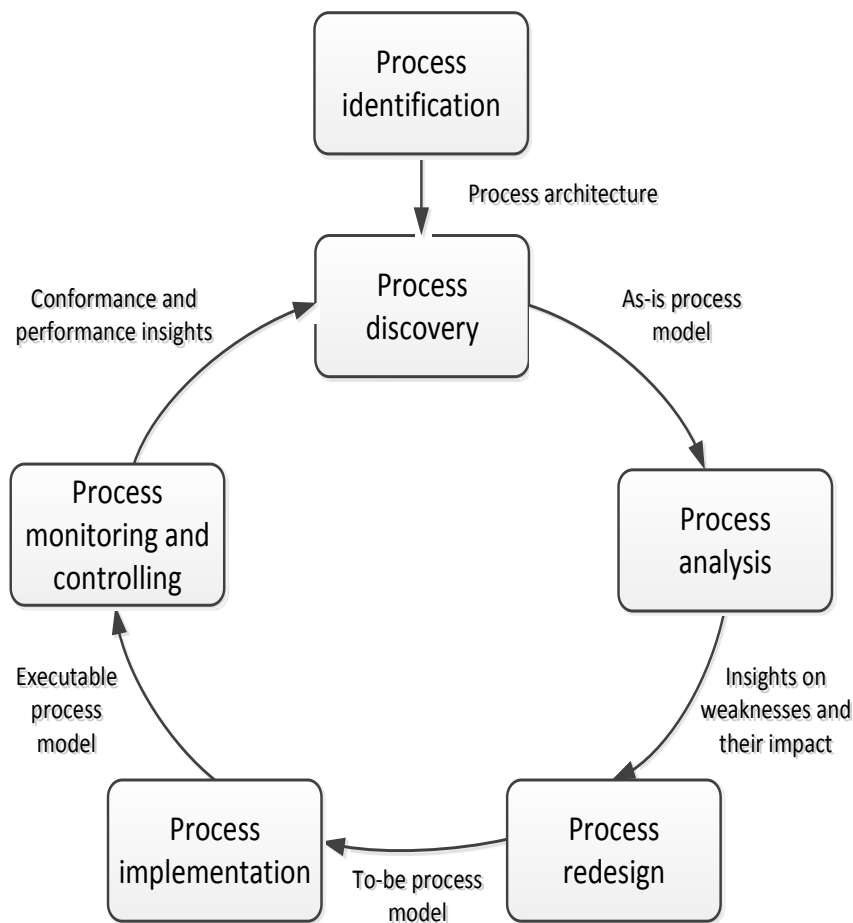 Process
identification
Process architecture
Process
discovery
As-is process
model
Process
analysis
Insights on
weaknesses and
their impact
Process
redesign
To-be process
model
Process
implementation
Executable
process
model
Process
monitoring and
controlling
Conformance and
performance insights